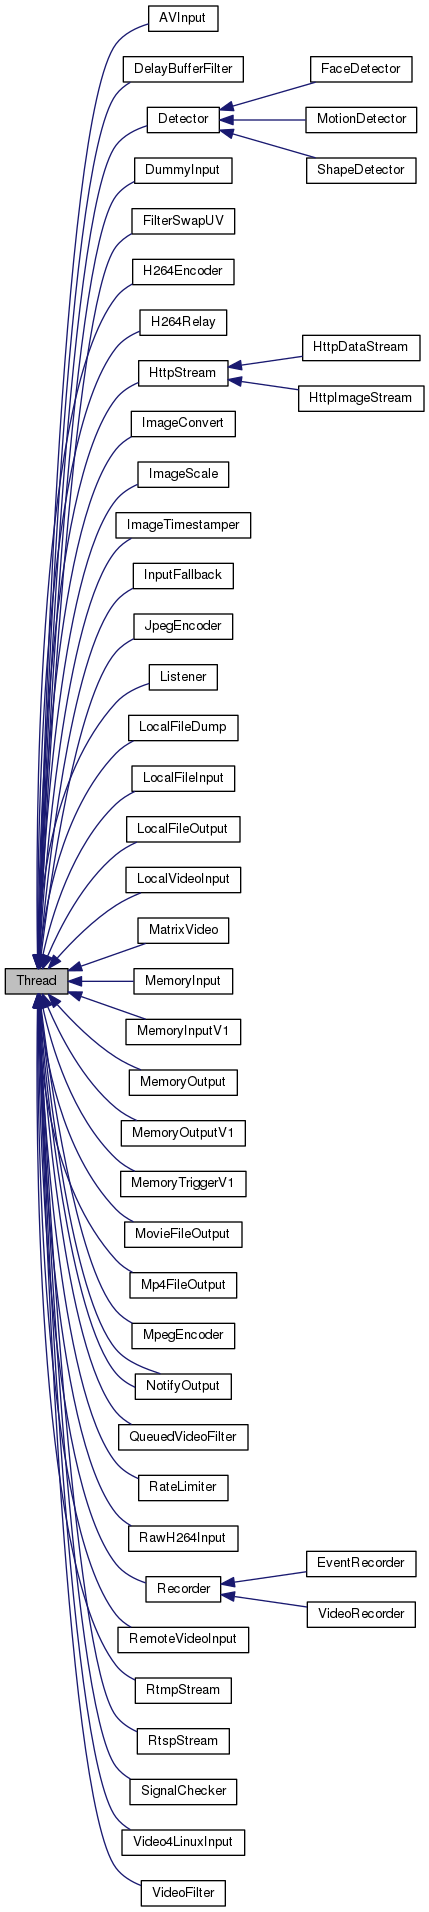 AVInput
DelayBufferFilter
FaceDetector
Detector
MotionDetector
DummyInput
ShapeDetector
FilterSwapUV
H264Encoder
H264Relay
HttpDataStream
HttpStream
HttpImageStream
ImageConvert
ImageScale
ImageTimestamper
InputFallback
JpegEncoder
Listener
LocalFileDump
LocalFileInput
LocalFileOutput
LocalVideoInput
MatrixVideo
Thread
MemoryInput
MemoryInputV1
MemoryOutput
MemoryOutputV1
MemoryTriggerV1
MovieFileOutput
Mp4FileOutput
MpegEncoder
NotifyOutput
QueuedVideoFilter
RateLimiter
RawH264Input
EventRecorder
Recorder
VideoRecorder
RemoteVideoInput
RtmpStream
RtspStream
SignalChecker
Video4LinuxInput
VideoFilter